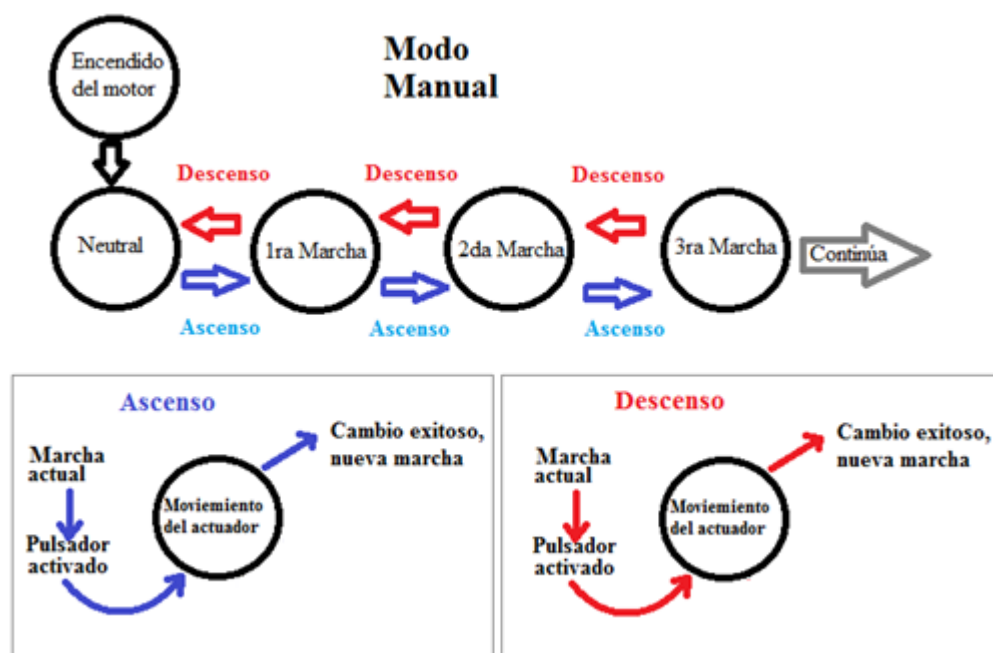 Encendido
del motor
Modo
Manual
Descenso
Descenso
Descenso
Neutral
1ra Marcha
2da Marcha
3ra Marcha
Continúa
Ascenso
Ascenso
Ascenso
Ascenso
Marcha
actual
Pulsador
activado
Moviemiento
del actuador
Cambio exitoso,
nueva marcha
Descenso
Marcha
actual
Pulsador
activado
Moviemiento
del actuador
Cambio exitoso,
nueva marcha